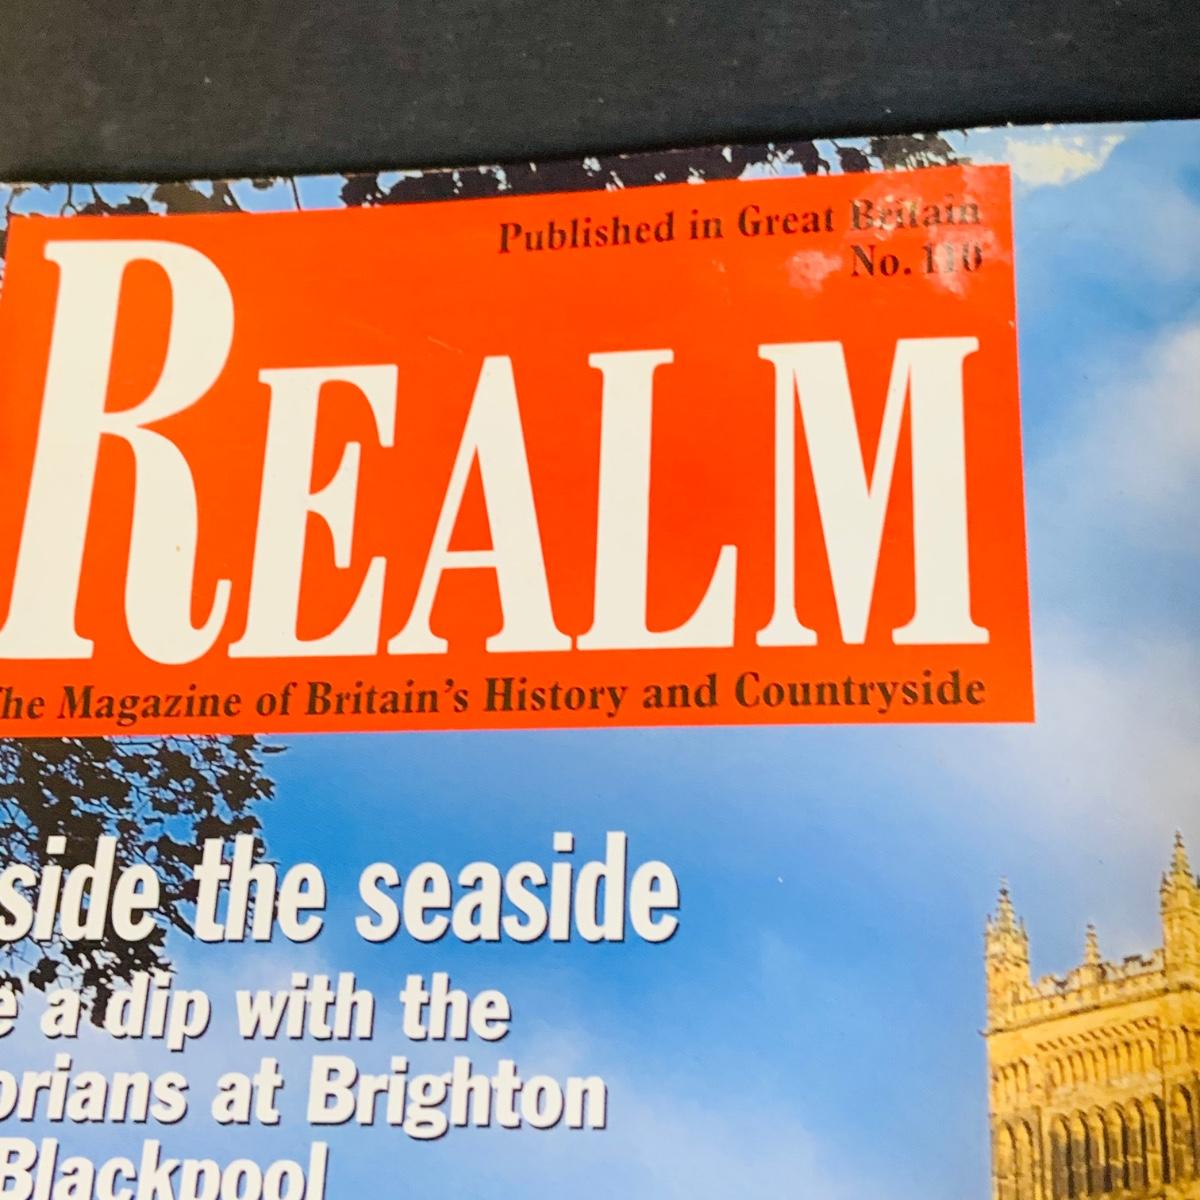 Published in Great Britain
No. 110
REALM
The Magazine of Britain's History and Countryside
side the seaside
a dip with the
orians at Brighton
Blackpool